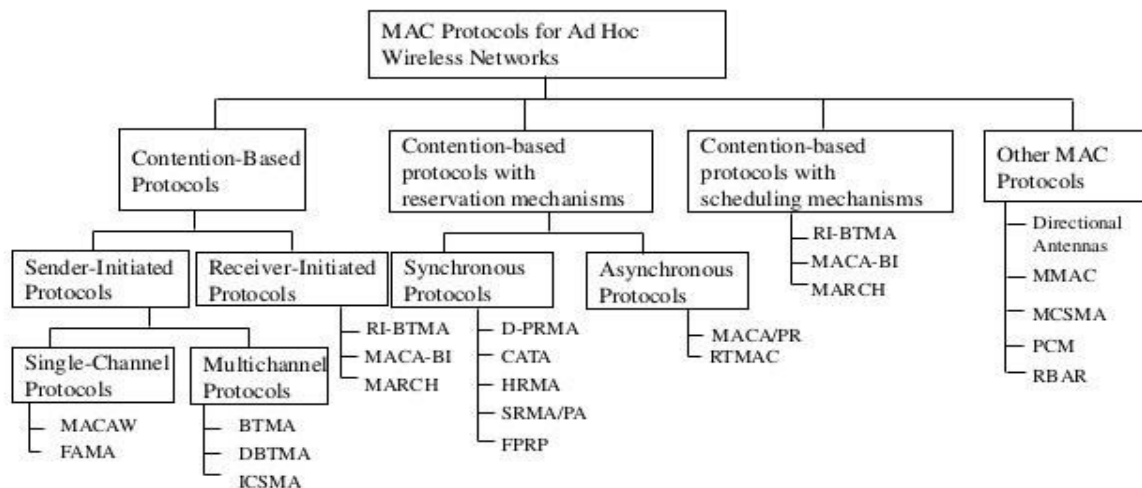 MAC Protocols for Ad Hoc
Wireless Networks
Contention-Based
Protocols
Contention-based
protocols with
reservation mechanisms
Contention-based
protocols with
scheduling mechanisms
Other MAC
Protocols
Sender-Initiated
Protocols
Receiver-Initiated
Protocols
Synchronous
Protocols
Asynchronous
Protocols
RI-BTMA
MACA-BI
MARCH
Directional
Antennas
MMAC
MCSMA
PCM
RBAR
Single-Channel
Protocols
Multichannel
Protocols
RI-BTMA
MACA-BI
MARCH
D-PRMA
CATA
HRMA
SRMA/PA
FPRP
MACA/PR
RTMAC
MACAW
FAMA
BTMA
DBTMA
ICSMA